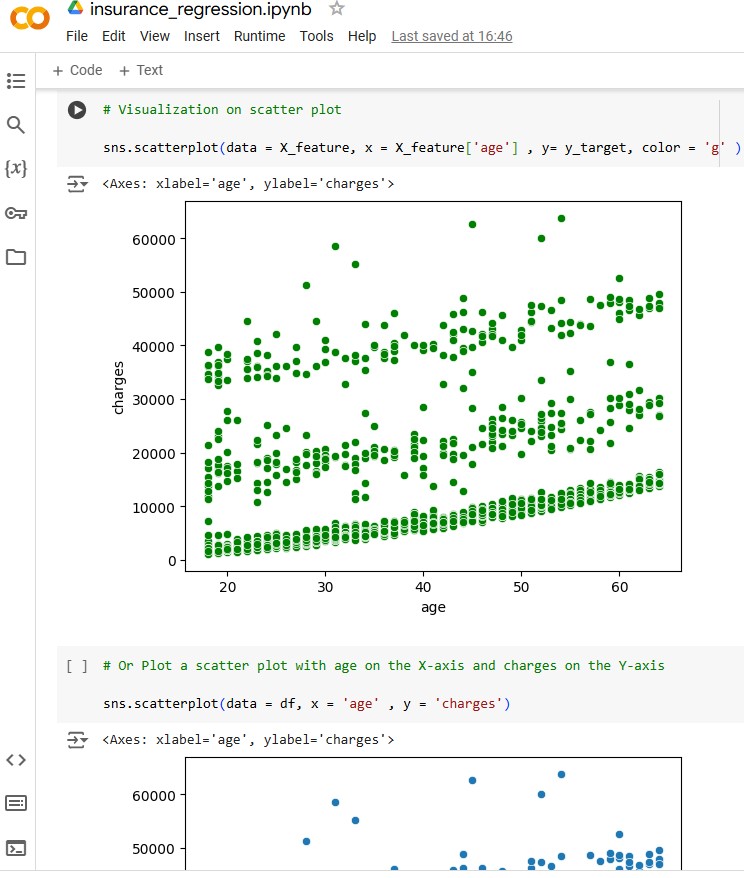 insurance_regression.ipynb
File Edit View Insert Runtime Tools Help Last saved at 16:46
+ Code + Text
# Visualization on scatter plot
sns.scatterplot(data = X_feature, x = X_feature['age'] , y= y_target, color = 'g' )
<Axes: xlabel='age', ylabel='charges'>
60000
50000
40000
30000
20000
10000
0
charges
20 30 40 50 60
age
[ ] # Or Plot a scatter plot with age on the X-axis and charges on the Y-axis
sns.scatterplot(data = df, x = 'age' , y = 'charges')
<Axes: xlabel='age', ylabel='charges'>
60000
50000
{x}